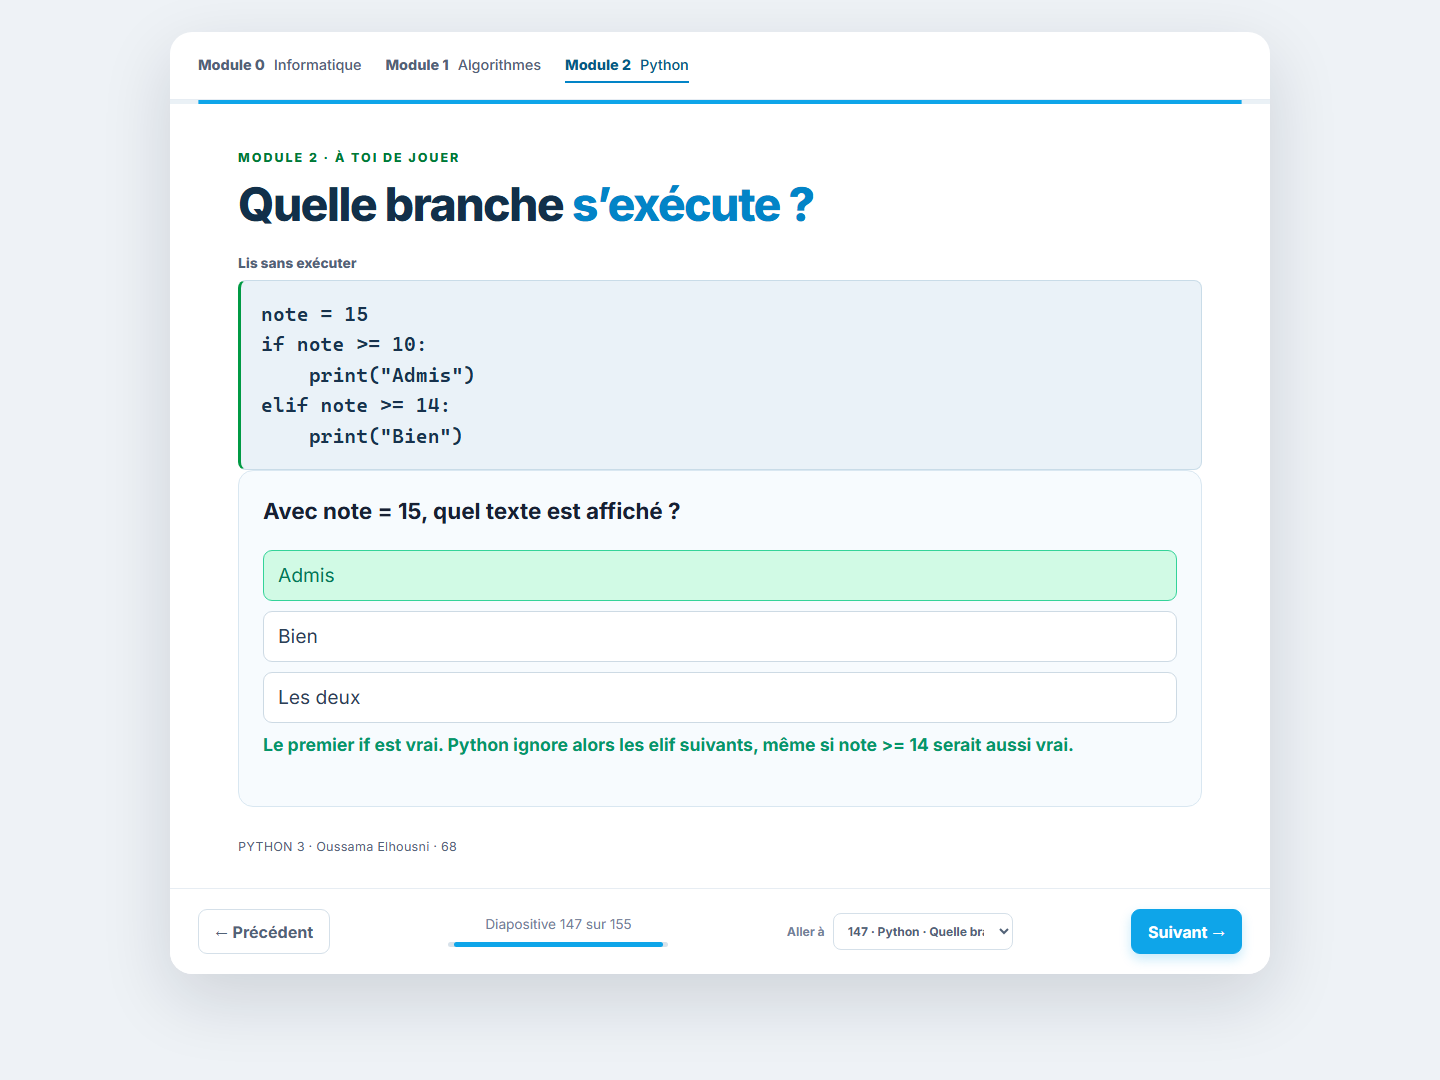 Module 0 Informatique Module 1 Algorithmes Module 2 Python
MODULE 2 · À TOI DE JOUER
Quelle branche s’exécute ?
Lis sans exécuter
note = 15
if note >= 10:
    print("Admis")
elif note >= 14:
    print("Bien")
Avec note = 15, quel texte est affiché ?
Admis
Bien
Les deux
Le premier if est vrai. Python ignore alors les elif suivants, même si note >= 14 serait aussi vrai.
PYTHON 3 · Oussama Elhousni · 68
← Précédent
Diapositive 147 sur 155
Aller à
147 · Python · Quelle bra
Suivant →